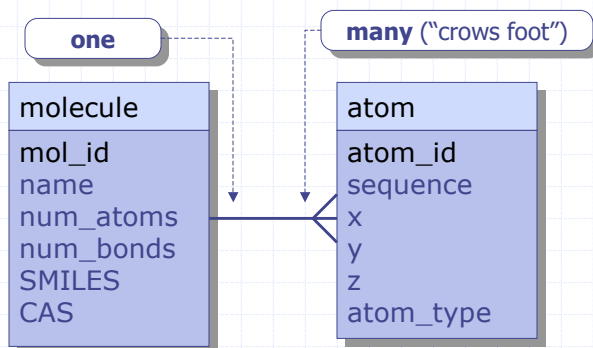 one
many (“crows foot”)
molecule
mol_id
name
num_atoms
num_bonds
SMILES
CAS
atom
atom_id
sequence
x
y
z
atom_type